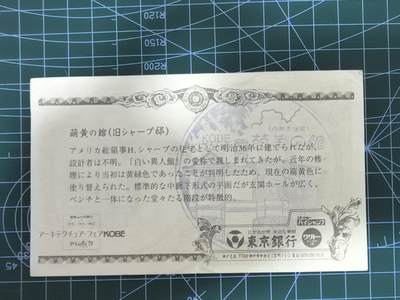 R120
R150
200
萌黄の館(旧シャープ邸)
アメリカ総領事H.シャープの住宅として明治36年に建てられたが、
設計者は不明。「白い異人館」の愛称で親しまれてきたが、近年の修
理により当初は黄緑色であったことが判明したため、現在の萌黄色に
塗り替えられた。標準的な中廊下形式の平面だが玄関ホールが広く、
ベンチと一体になった堂々たる階段が特徴的。
アーキテクチュア・フェアKOBE
東京銀行
ワリトー